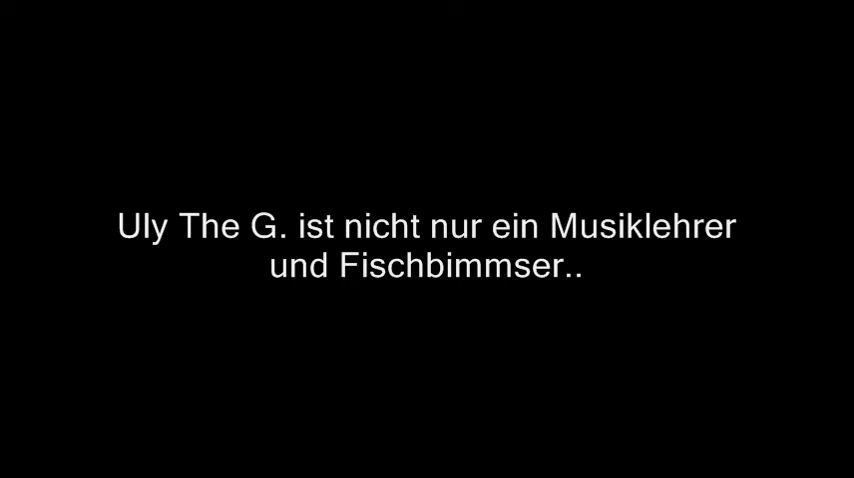 Uly The G. ist nicht nur ein Musiklehrer
und Fischbimmser..